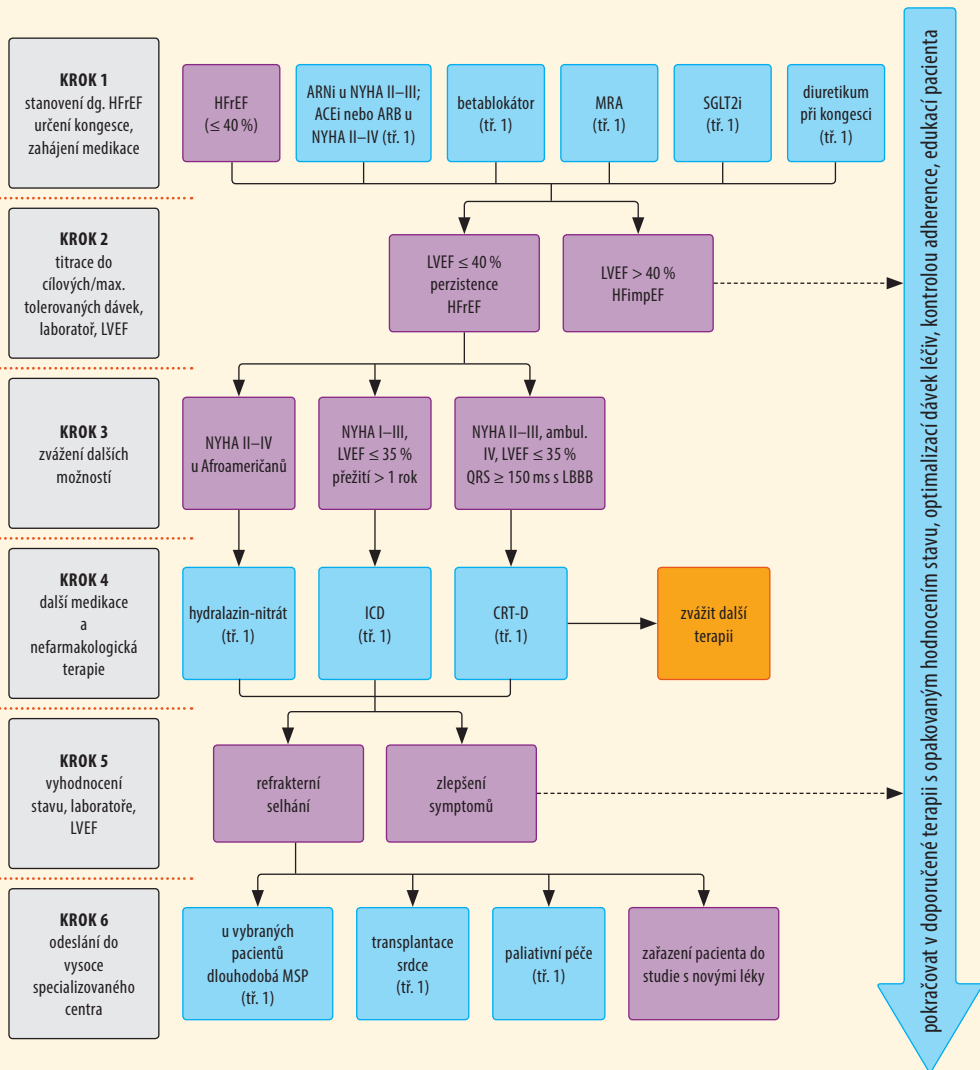 KROK 1
stanovení dg. HFrEF
určení kongesce,
zahájení medikace
HFrEF
(≤ 40 %)
ARNi u NYHA II–III;
ACEi nebo ARB u
NYHA II–IV (tř. 1)
betablokátor
(tř. 1)
MRA
(tř. 1)
SGLT2i
(tř. 1)
diuretikum
při kongesci
(tř. 1)
KROK 2
titrace do
cílových/max.
tolerovaných dávek,
laboratoř, LVEF
LVEF ≤ 40 %
perzistence
HFrEF
LVEF > 40 %
HFimpEF
KROK 3
zvážení dalších
možností
NYHA II–IV
u Afroameričanů
NYHA I–III,
LVEF ≤ 35 %
přežití > 1 rok
NYHA II–III, ambul.
IV, LVEF ≤ 35 %
QRS ≥ 150 ms s LBBB
KROK 4
další medikace
a
nefarmakologická
terapie
hydralazin-nitrát
(tř. 1)
ICD
(tř. 1)
CRT-D
(tř. 1)
zvážit další
terapii
KROK 5
vyhodnocení
stavu, laboratoře,
LVEF
refrakterní
selhání
zlepšení
symptomů
KROK 6
odeslání do
vysoce
specializovaného
centra
u vybraných
pacientů
dlouhodobá MSP
(tř. 1)
transplantace
srdce
(tř. 1)
paliativní péče
(tř. 1)
zařazení pacienta do
studie s novými léky
pokračovat v doporučené terapii s opakovaným hodnocením stavu, optimalizací dávek léčiv, kontrolou adherence, edukací pacienta